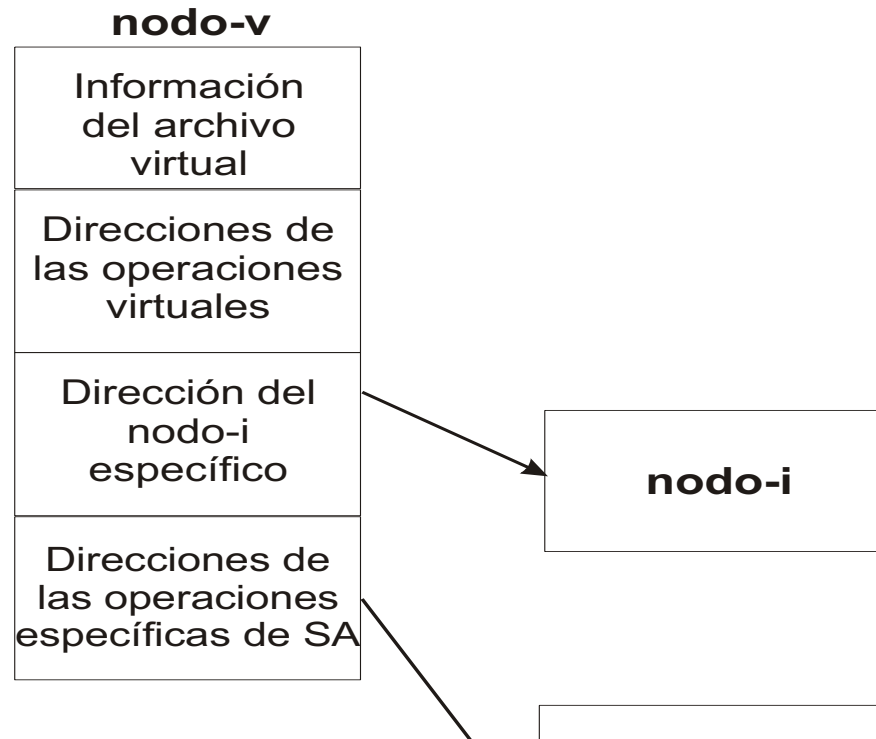 nodo-v
Información
del archivo
virtual
Direcciones de
las operaciones
virtuales
Dirección del
nodo-i
específico
nodo-i
Direcciones de
las operaciones
específicas de SA